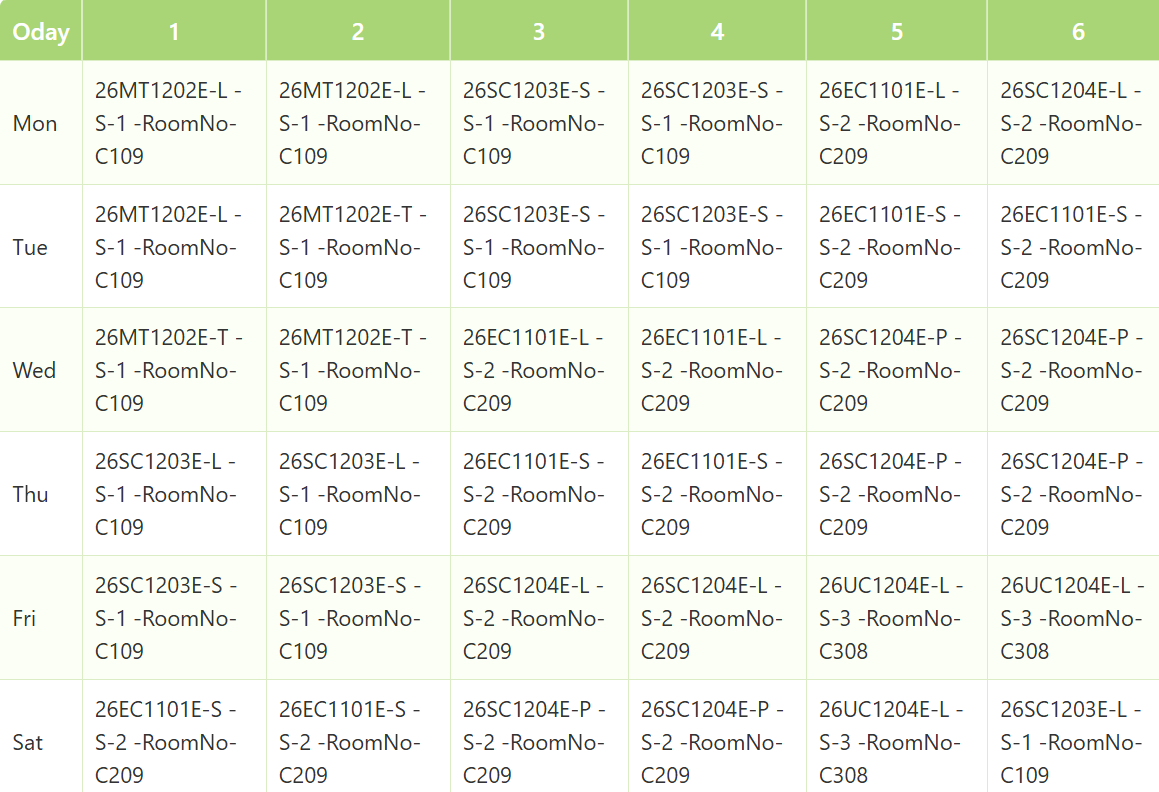 Oday 1 2 3 4 5 6
Mon
26MT1202E-L -
S-1 -RoomNo-
C109
26MT1202E-L -
S-1 -RoomNo-
C109
26SC1203E-S -
S-1 -RoomNo-
C109
26SC1203E-S -
S-1 -RoomNo-
C109
26EC1101E-L -
S-2 -RoomNo-
C209
26SC1204E-L -
S-2 -RoomNo-
C209
Tue
26MT1202E-L -
S-1 -RoomNo-
C109
26MT1202E-T -
S-1 -RoomNo-
C109
26SC1203E-S -
S-1 -RoomNo-
C109
26SC1203E-S -
S-1 -RoomNo-
C109
26EC1101E-S -
S-2 -RoomNo-
C209
26EC1101E-S -
S-2 -RoomNo-
C209
Wed
26MT1202E-T -
S-1 -RoomNo-
C109
26MT1202E-T -
S-1 -RoomNo-
C109
26EC1101E-L -
S-2 -RoomNo-
C209
26EC1101E-L -
S-2 -RoomNo-
C209
26SC1204E-P -
S-2 -RoomNo-
C209
26SC1204E-P -
S-2 -RoomNo-
C209
Thu
26SC1203E-L -
S-1 -RoomNo-
C109
26SC1203E-L -
S-1 -RoomNo-
C109
26EC1101E-S -
S-2 -RoomNo-
C209
26EC1101E-S -
S-2 -RoomNo-
C209
26SC1204E-P -
S-2 -RoomNo-
C209
26SC1204E-P -
S-2 -RoomNo-
C209
Fri
26SC1203E-S -
S-1 -RoomNo-
C109
26SC1203E-S -
S-1 -RoomNo-
C109
26SC1204E-L -
S-2 -RoomNo-
C209
26SC1204E-L -
S-2 -RoomNo-
C209
26UC1204E-L -
S-3 -RoomNo-
C308
26UC1204E-L -
S-3 -RoomNo-
C308
Sat
26EC1101E-S -
S-2 -RoomNo-
C209
26EC1101E-S -
S-2 -RoomNo-
C209
26SC1204E-P -
S-2 -RoomNo-
C209
26SC1204E-P -
S-2 -RoomNo-
C209
26UC1204E-L -
S-3 -RoomNo-
C308
26SC1203E-L -
S-1 -RoomNo-
C109